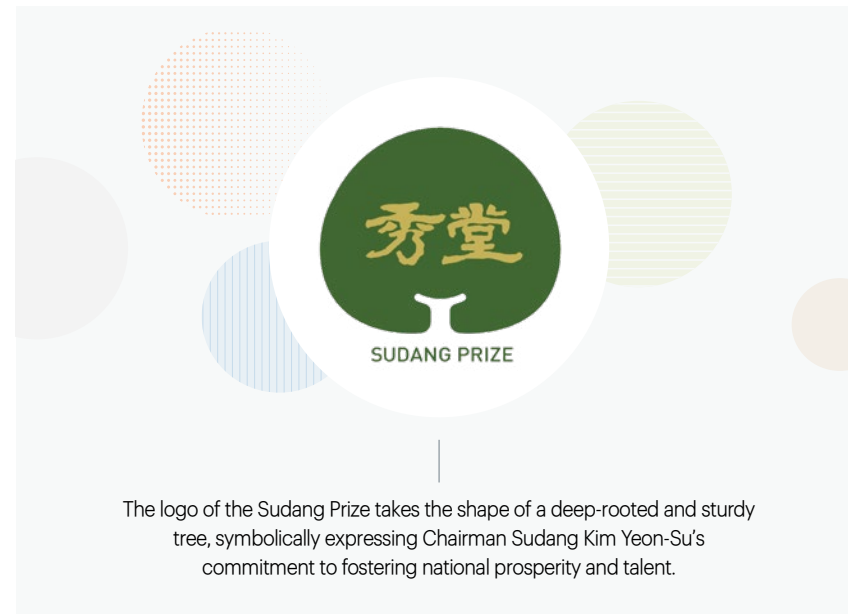 秀堂
SUDANG PRIZE
The logo of the Sudang Prize takes the shape of a deep-rooted and sturdy
tree, symbolically expressing Chairman Sudang Kim Yeon-Su’s
commitment to fostering national prosperity and talent.